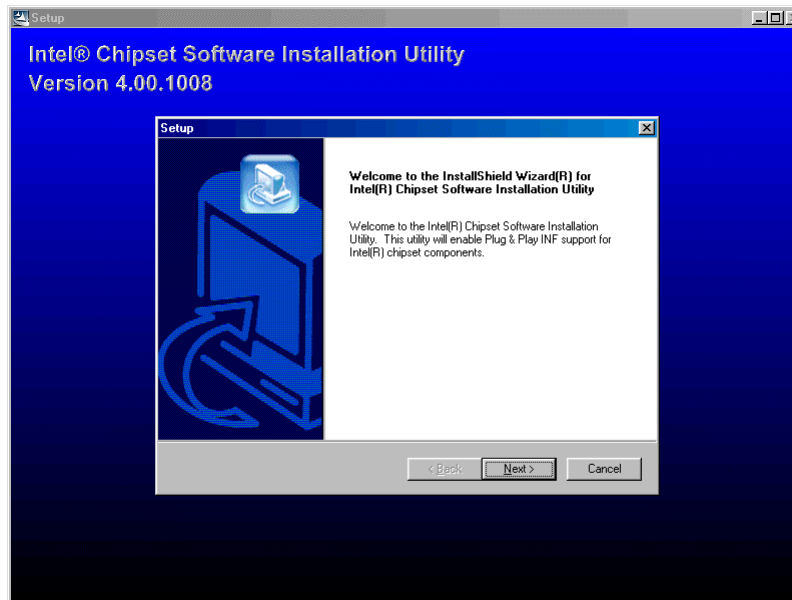 Setup
Intel® Chipset Software Installation Utility
Version 4.00.1008
Setup
Welcome to the InstallShield Wizard(R) for
Intel(R) Chipset Software Installation Utility
Welcome to the Intel(R) Chipset Software Installation
Utility.  This utility will enable Plug & Play INF support for
Intel(R) chipset components.
< Back
Next >
Cancel